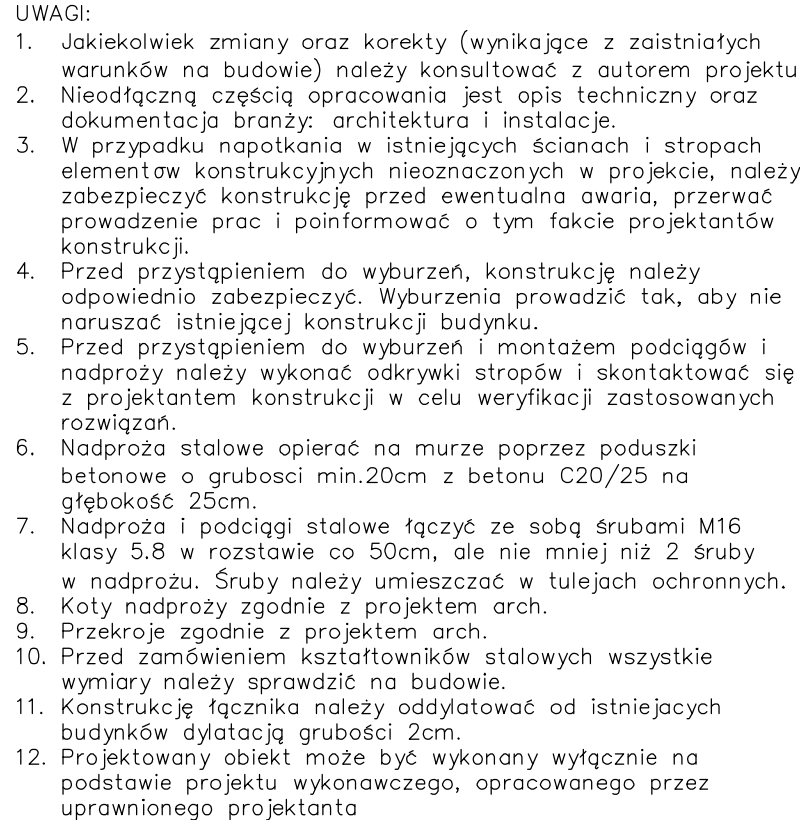 UWAGI:
1. Jakiekolwiek zmiany oraz korekty (wynikające z zaistniałych
warunków na budowie) należy konsultować z autorem projektu
2. Nieodłączną częścią opracowania jest opis techniczny oraz
dokumentacja branży: architektura i instalacje.
3. W przypadku napotkania w istniejących ścianach i stropach
elementσw konstrukcyjnych nieoznaczonych w projekcie, należy
zabezpieczyć konstrukcję przed ewentualna awaria, przerwać
prowadzenie prac i poinformować o tym fakcie projektantów
konstrukcji.
4. Przed przystąpieniem do wyburzeń, konstrukcję należy
odpowiednio zabezpieczyć. Wyburzenia prowadzić tak, aby nie
naruszać istniejącej konstrukcji budynku.
5. Przed przystąpieniem do wyburzeń i montażem podciągów i
nadproży należy wykonać odkrywki stropów i skontaktować się
z projektantem konstrukcji w celu weryfikacji zastosowanych
rozwiązań.
6. Nadproża stalowe opierać na murze poprzez poduszki
betonowe o grubosci min.20cm z betonu C20/25 na
głębokość 25cm.
7. Nadproża i podciągi stalowe łączyć ze sobą śrubami M16
klasy 5.8 w rozstawie co 50cm, ale nie mniej niż 2 śruby
w nadprożu. Śruby należy umieszczać w tulejach ochronnych.
8. Koty nadproży zgodnie z projektem arch.
9. Przekroje zgodnie z projektem arch.
10. Przed zamówieniem kształtowników stalowych wszystkie
wymiary należy sprawdzić na budowie.
11. Konstrukcję łącznika należy oddylatować od istniejacych
budynków dylatacją grubości 2cm.
12. Projektowany obiekt może być wykonany wyłącznie na
podstawie projektu wykonawczego, opracowanego przez
uprawnionego projektanta